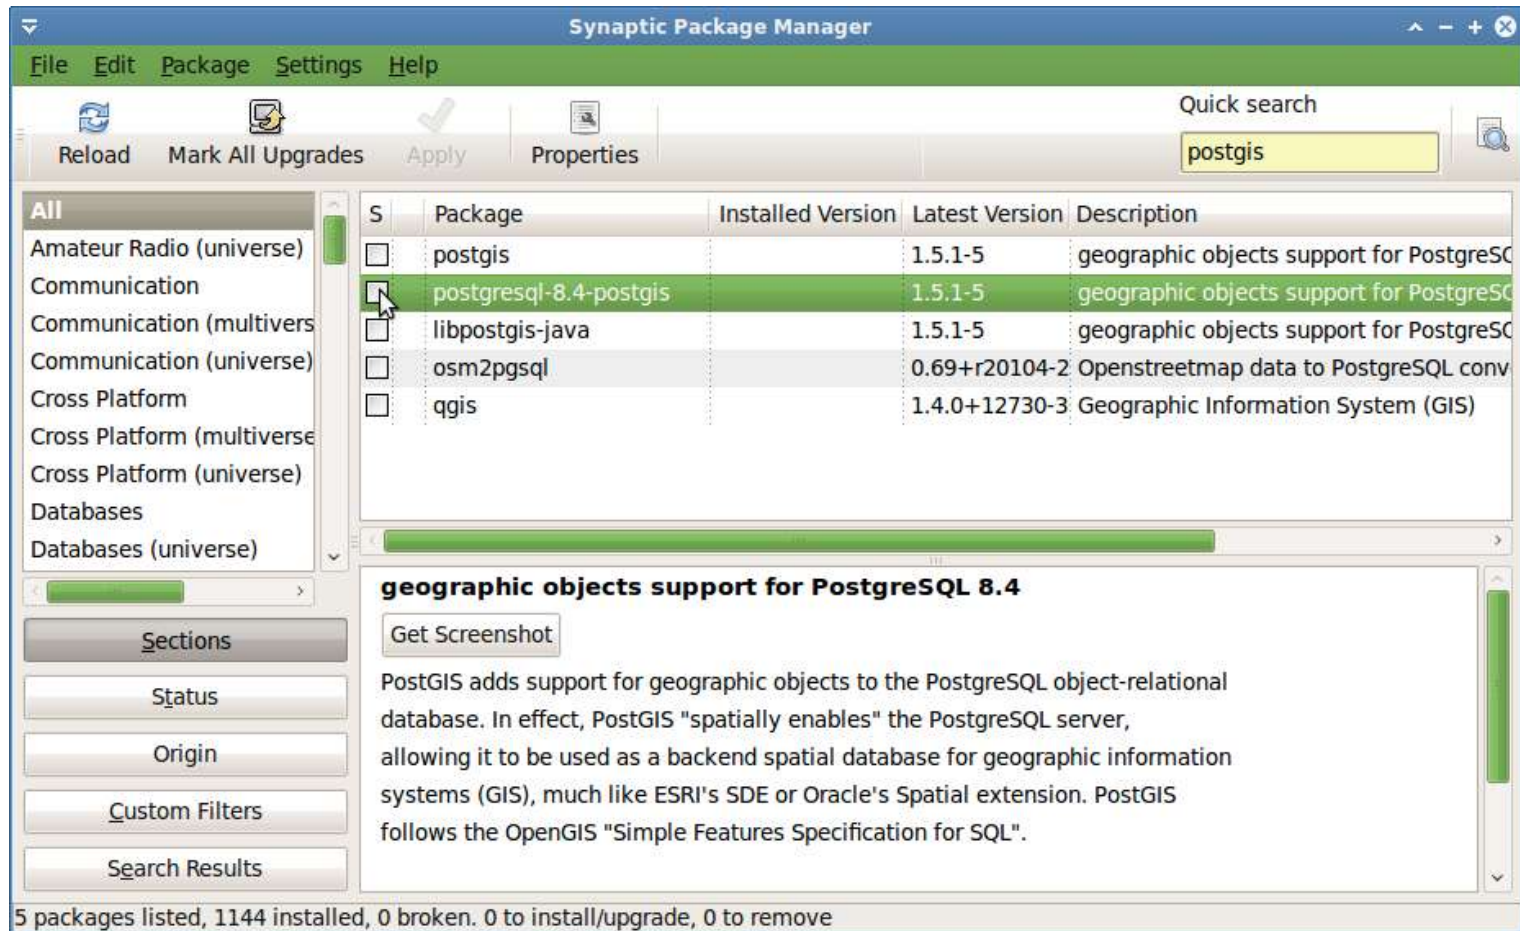 Synaptic Package Manager
File Edit Package Settings Help
Quick search
Reload Mark All Upgrades Apply Properties
postgis
All
Amateur Radio (universe)
Communication
Communication (multivers
Communication (universe)
Cross Platform
Cross Platform (multiverse
Cross Platform (universe)
Databases
Databases (universe)
S Package Installed Version Latest Version Description
postgis 1.5.1-5 geographic objects support for PostgreSQ
postgresql-8.4-postgis 1.5.1-5 geographic objects support for PostgreSQ
libpostgis-java 1.5.1-5 geographic objects support for PostgreSQ
osm2pgsql 0.69+r20104-2 Openstreetmap data to PostgreSQL conv
qgis 1.4.0+12730-3 Geographic Information System (GIS)
Sections
Status
Origin
Custom Filters
Search Results
geographic objects support for PostgreSQL 8.4
Get Screenshot
PostGIS adds support for geographic objects to the PostgreSQL object-relational
database. In effect, PostGIS "spatially enables" the PostgreSQL server,
allowing it to be used as a backend spatial database for geographic information
systems (GIS), much like ESRI's SDE or Oracle's Spatial extension. PostGIS
follows the OpenGIS "Simple Features Specification for SQL".
5 packages listed, 1144 installed, 0 broken. 0 to install/upgrade, 0 to remove